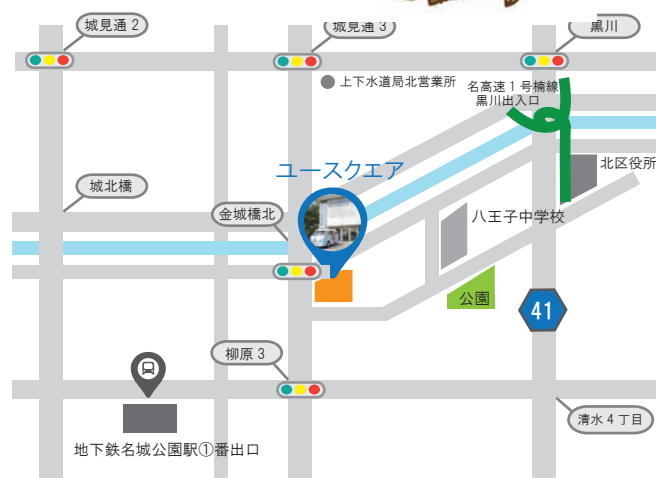 城見通 2
城見通 3
黒川
上下水道局北営業所
名高速 1 号楠線
黒川出入口
北区役所
ユースクエア
城北橋
金城橋北
八王子中学校
公園
41
柳原 3
清水 4 丁目
地下鉄名城公園駅①番出口